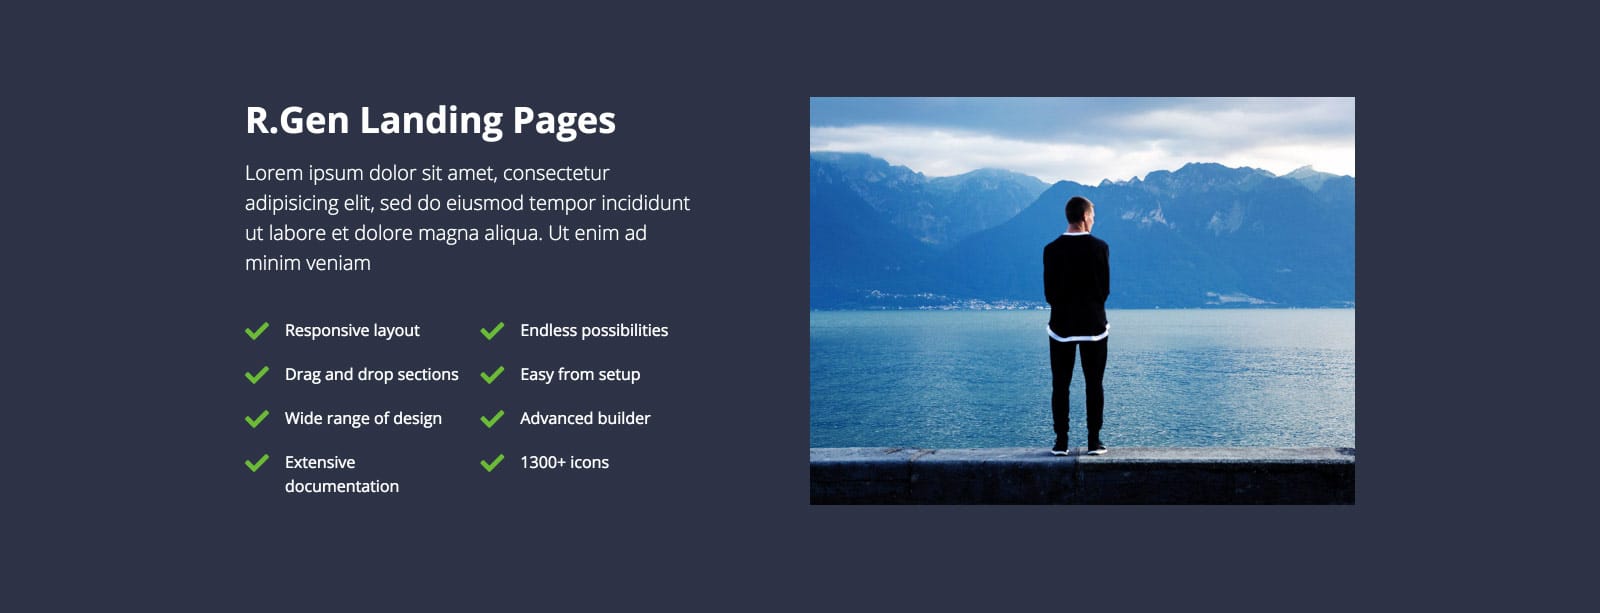 R.Gen Landing Pages
Lorem ipsum dolor sit amet, consectetur
adipisicing elit, sed do eiusmod tempor incididunt
ut labore et dolore magna aliqua. Ut enim ad
minim veniam
Responsive layout
Drag and drop sections
Wide range of design
Extensive
documentation
Endless possibilities
Easy from setup
Advanced builder
1300+ icons